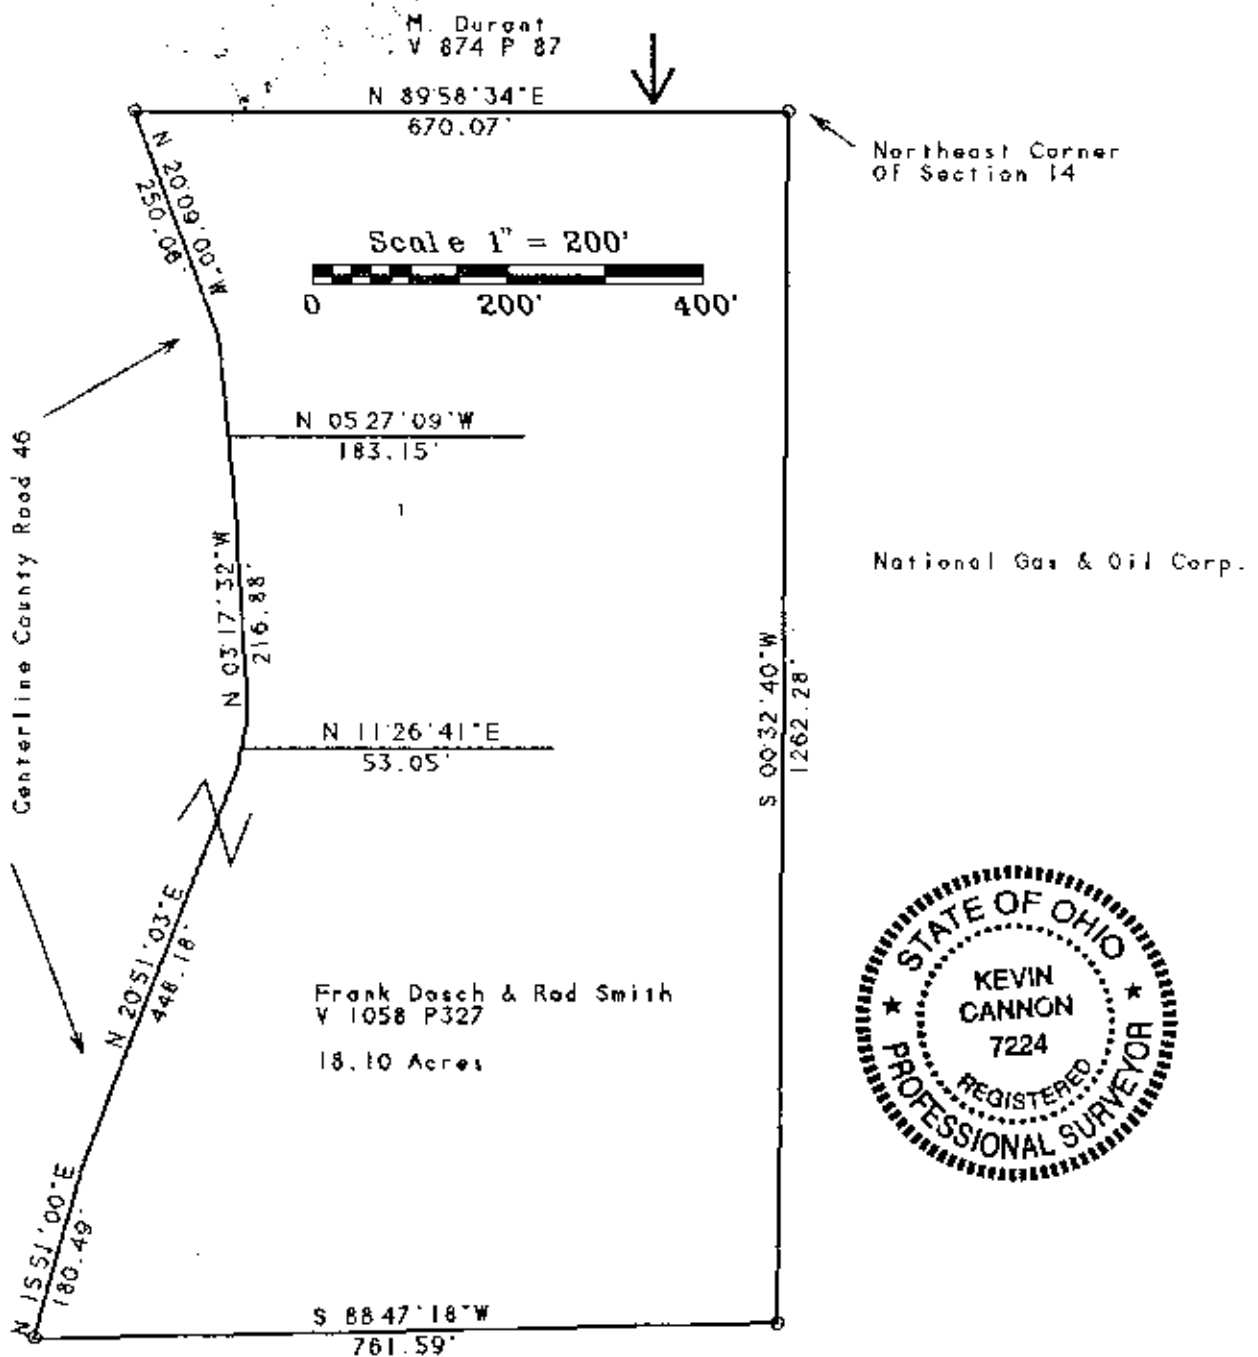 M. Durant
V 874 P 87
N 89°58'34"E
670.07'
Northeast Corner
Of Section 14
N 20°09'00"W
250.06'
Scale 1" = 200'
0 200' 400'
N 05°27'09"W
183.15'
1
Centerline County Road 46
N 03°17'32"W
216.88'
National Gas & Oil Corp.
S 00°32'40"W
1262.28'
N 11°26'41"E
53.05'
N 20°51'03"E
448.18'
Frank Dosch & Rod Smith
V 1058 P327
18.10 Acres
STATE OF OHIO
KEVIN
CANNON
7224
REGISTERED
PROFESSIONAL SURVEYOR
N 15°51'00"E
180.49'
S 88°47'18"W
761.59'